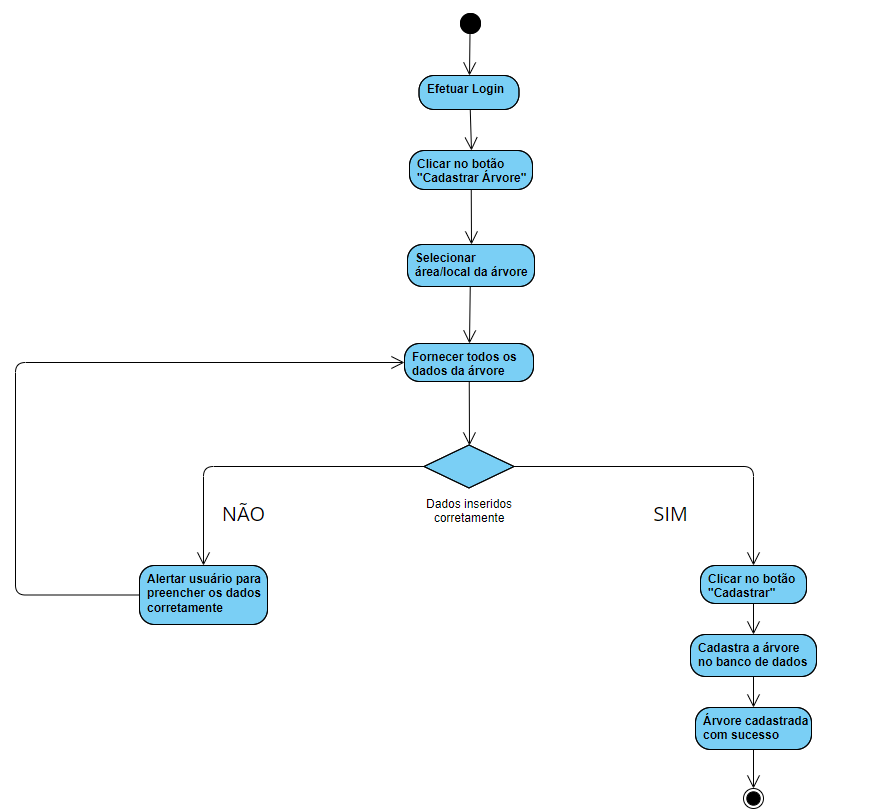 Efetuar Login
Clicar no botão
"Cadastrar Árvore"
Selecionar
área/local da árvore
Fornecer todos os
dados da árvore
Dados inseridos
corretamente
NÃO
SIM
Alertar usuário para
preencher os dados
corretamente
Clicar no botão
"Cadastrar"
Cadastra a árvore
no banco de dados
Árvore cadastrada
com sucesso